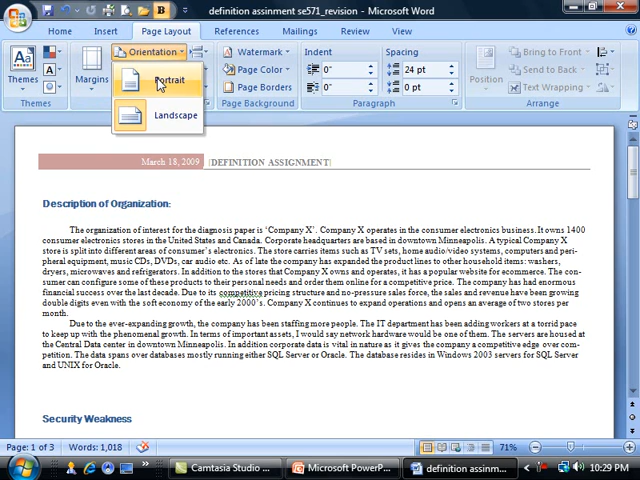 definition assinment se571_revision - Microsoft Word
Home Insert Page Layout References Mailings Review View
Orientation Watermark Indent Spacing Bring to Front
Portrait Page Color 0" 24 pt Send to Back
Themes Margins Page Borders 0" 0 pt Position Text Wrapping
Landscape
Themes Page Background Paragraph Arrange
March 18, 2009 [DEFINITION ASSIGNMENT]
Description of Organization:
The organization of interest for the diagnosis paper is ‘Company X’. Company X operates in the consumer electronics business. It owns 1400
consumer electronics stores in the United States and Canada. Corporate headquarters are based in downtown Minneapolis. A typical Company X
store is split into different areas of consumer's electronics. The store carries items such as TV sets, home audio/video systems, computers and peri-
pheral equipment, music CDs, DVDs, car audio etc. As of late the company has expanded the product lines to other household items: washers,
dryers, microwaves and refrigerators. In addition to the stores that Company X owns and operates, it has a popular website for ecommerce. The con-
sumer can configure some of these products to their personal needs and order them online for a competitive price. The company has had enormous
financial success over the last decade. Due to its competitive pricing structure and no-pressure sales force, the sales and revenue have been growing
double digits even with the soft economy of the early 2000’s. Company X continues to expand operations and opens an average of two stores per
month.
Due to the ever-expanding growth, the company has been staffing more people. The IT department has been adding workers at a torrid pace
to keep up with the phenomenal growth. In terms of important assets, I would say network hardware would be one of them. The servers are housed at
the Central Data center in downtown Minneapolis. In addition corporate data is vital in nature as it gives the company a competitive edge over com-
petition. The data spans over databases mostly running either SQL Server or Oracle. The database resides in Windows 2003 servers for SQL Server
and UNIX for Oracle.
Security Weakness
Page: 1 of 3 Words: 1,018 71%
Camtasia Studio ... Microsoft PowerP... definition assinm... 10:29 PM